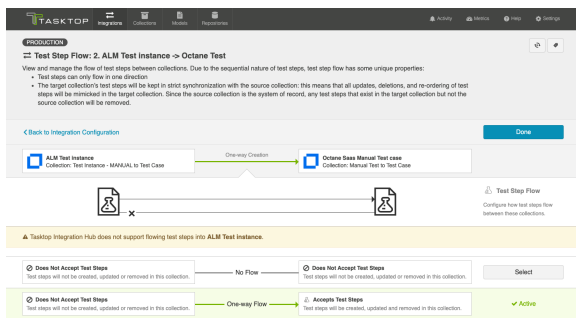 TASKTOP
Integrations
Collections
Models
Repositories
Activity
Metrics
Help
Settings
PRODUCTION
Test Step Flow: 2. ALM Test instance -> Octane Test
View and manage the flow of test steps between collections. Due to the sequential nature of test steps, test step flow has some unique properties:
• Test steps can only flow in one direction
• The target collection's test steps will be kept in strict synchronization with the source collection: this means that all updates, deletions, and re-ordering of test
steps will be mimicked in the target collection. Since the source collection is the system of record, any test steps that exist in the target collection but not the
source collection will be removed.
Back to Integration Configuration
Done
ALM Test instance
Collection: Test Instance - MANUAL to Test Case
One-way Creation
Octane Saas Manual Test case
Collection: Manual Test to Test Case
Test Step Flow
Configure how test steps flow
between these collections.
Tasktop Integration Hub does not support flowing test steps into ALM Test instance.
Does Not Accept Test Steps
Test steps will not be created, updated or removed in this collection.
No Flow
Does Not Accept Test Steps
Test steps will not be created, updated or removed in this collection.
Select
Does Not Accept Test Steps
Test steps will not be created, updated or removed in this collection.
One-way Flow
Accepts Test Steps
Test steps will be created, updated and removed in this collection.
Active